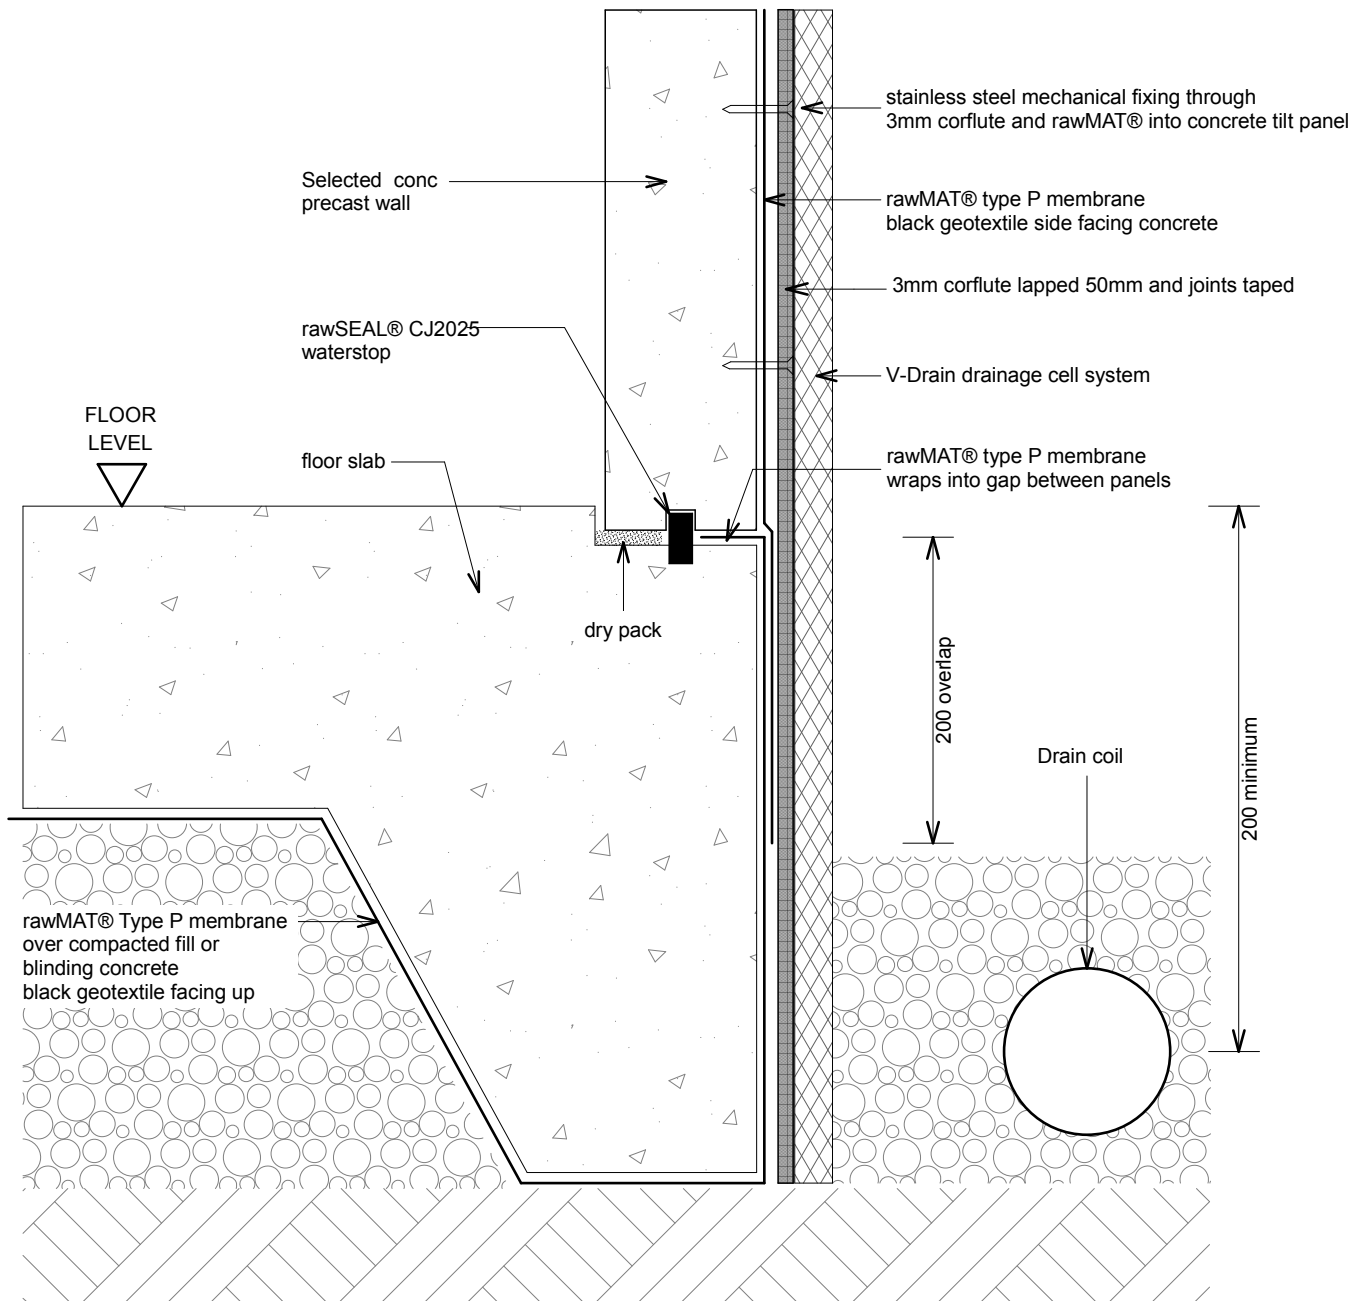 stainless steel mechanical fixing through
3mm corflute and rawMAT® into concrete tilt panel
Selected conc
precast wall
rawMAT® type P membrane
black geotextile side facing concrete
3mm corflute lapped 50mm and joints taped
rawSEAL® CJ2025
waterstop
V-Drain drainage cell system
FLOOR
LEVEL
floor slab
rawMAT® type P membrane
wraps into gap between panels
dry pack
200 overlap
200 minimum
Drain coil
rawMAT® Type P membrane
over compacted fill or
blinding concrete
black geotextile facing up